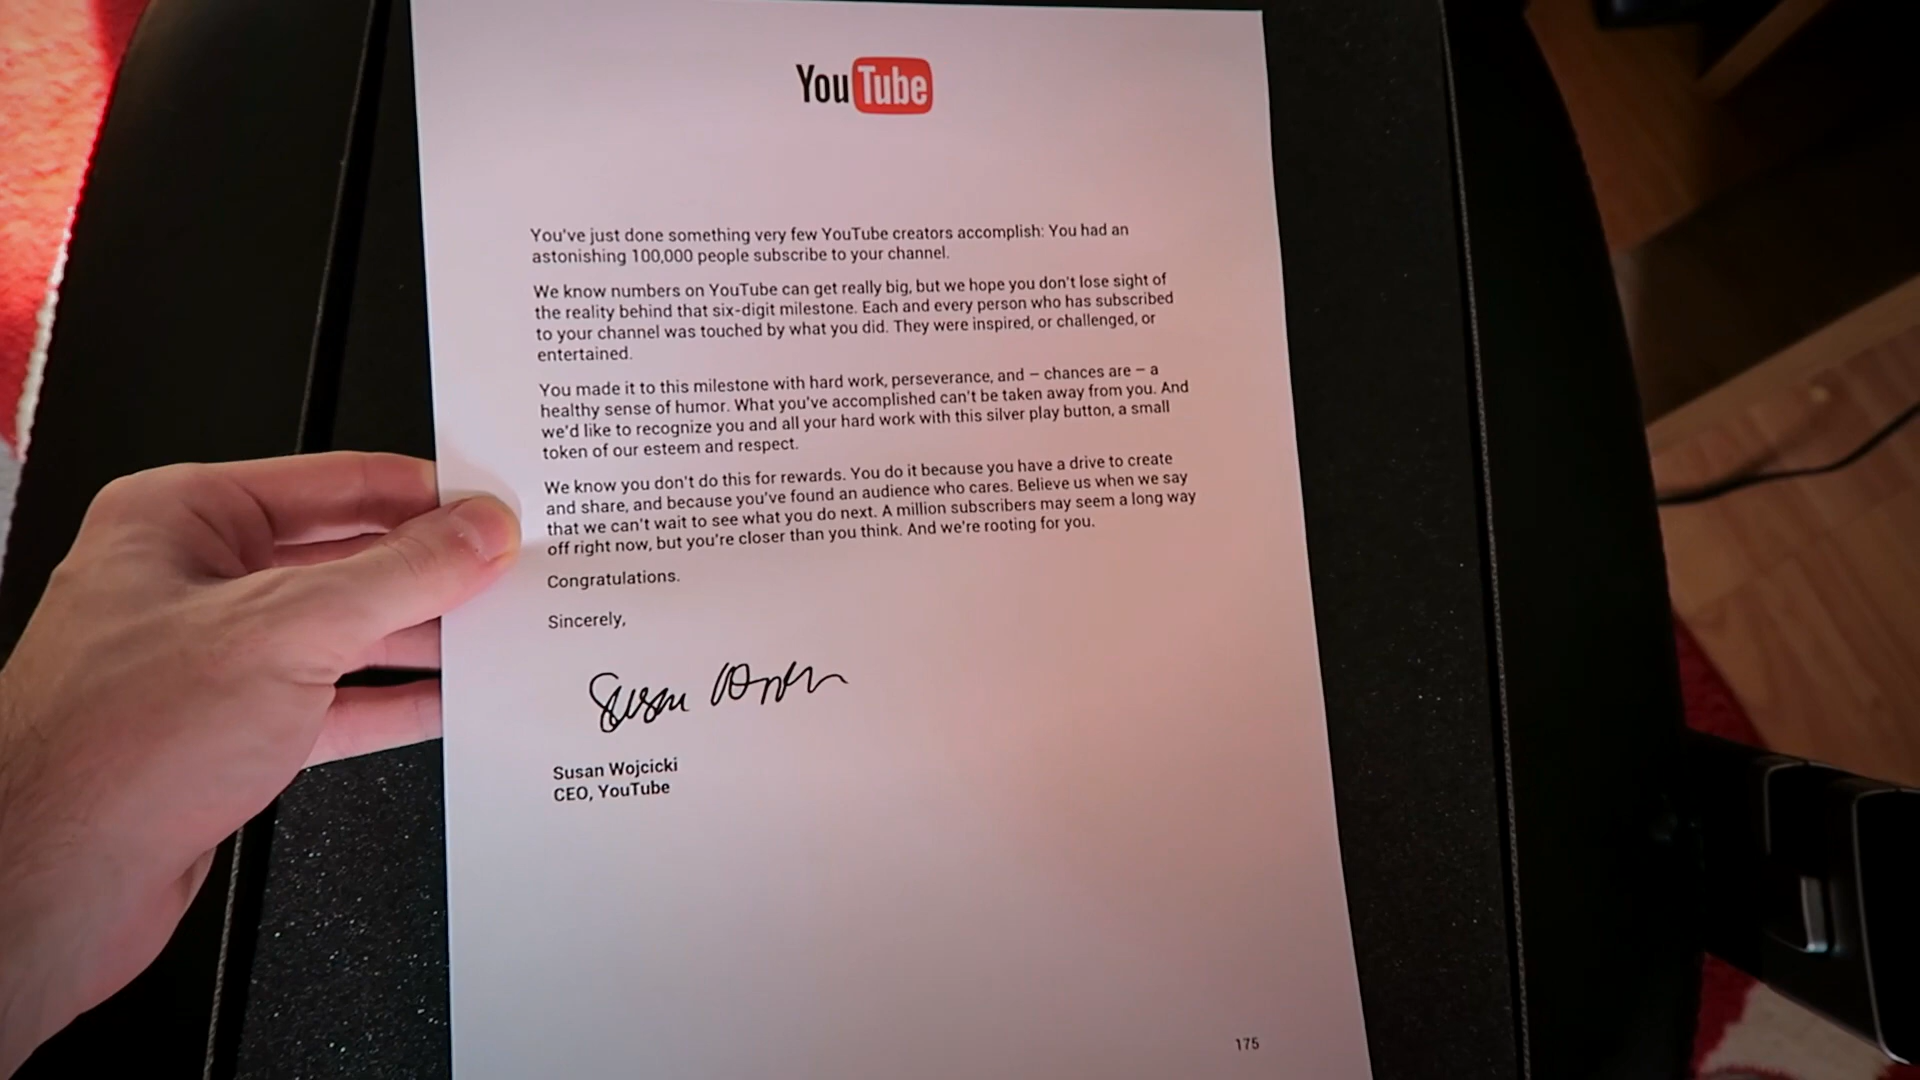 YouTube
You've just done something very few YouTube creators accomplish: You had an
astonishing 100,000 people subscribe to your channel.
We know numbers on YouTube can get really big, but we hope you don't lose sight of
the reality behind that six-digit milestone. Each and every person who has subscribed
to your channel was touched by what you did. They were inspired, or challenged, or
entertained.
You made it to this milestone with hard work, perseverance, and – chances are – a
healthy sense of humor. What you've accomplished can't be taken away from you. And
we'd like to recognize you and all your hard work with this silver play button, a small
token of our esteem and respect.
We know you don't do this for rewards. You do it because you have a drive to create
and share, and because you've found an audience who cares. Believe us when we say
that we can't wait to see what you do next. A million subscribers may seem a long way
off right now, but you're closer than you think. And we're rooting for you.
Congratulations.
Sincerely,
Susan
Susan Wojcicki
CEO, YouTube
175